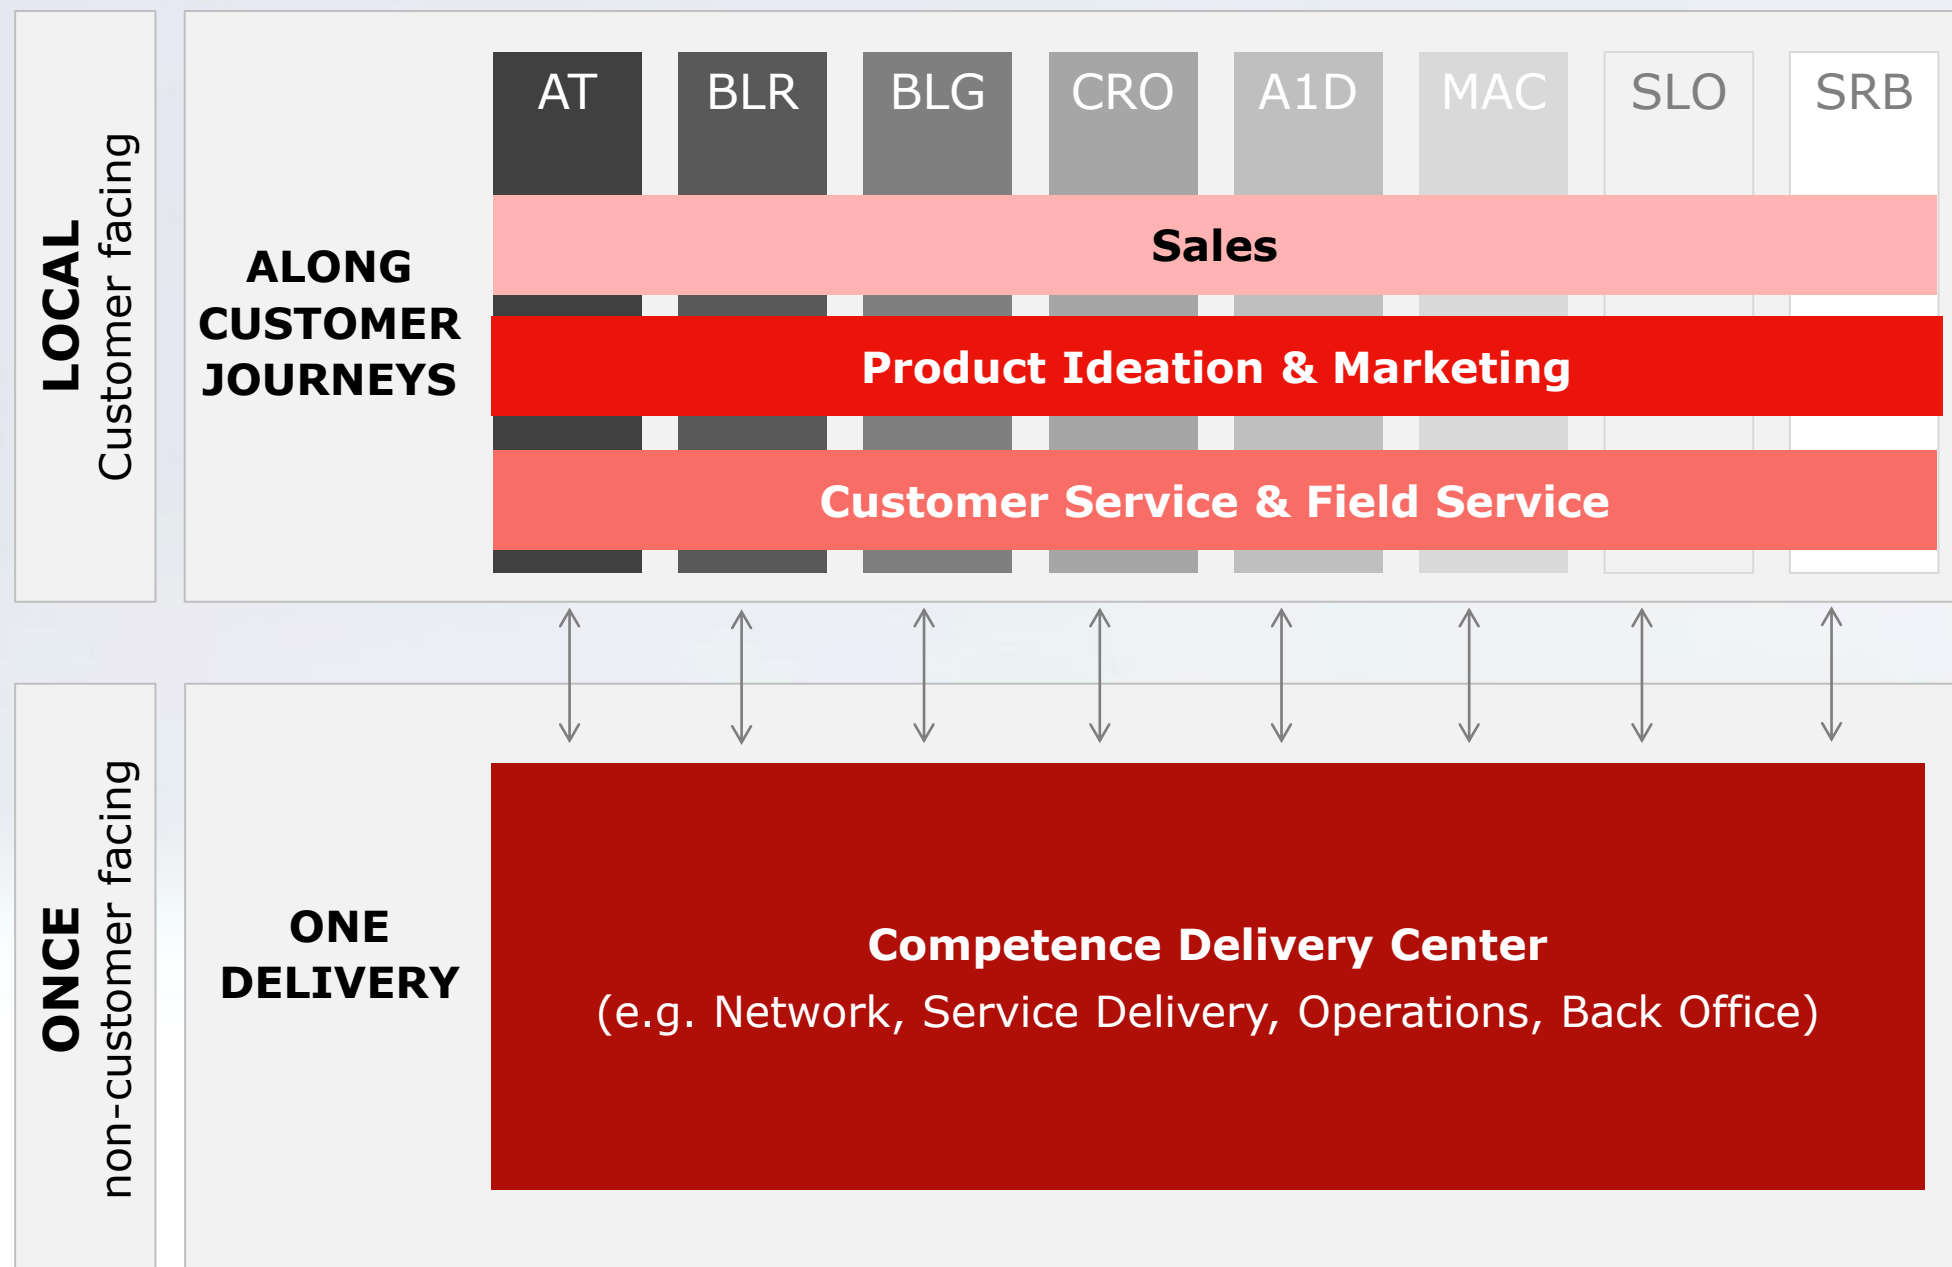 LOCAL
Customer facing
ALONG
CUSTOMER
JOURNEYS
AT
BLR
BLG
CRO
A1D
MAC
SLO
SRB
Sales
Product Ideation & Marketing
Customer Service & Field Service
ONCE
non-customer facing
ONE
DELIVERY
Competence Delivery Center
(e.g. Network, Service Delivery, Operations, Back Office)